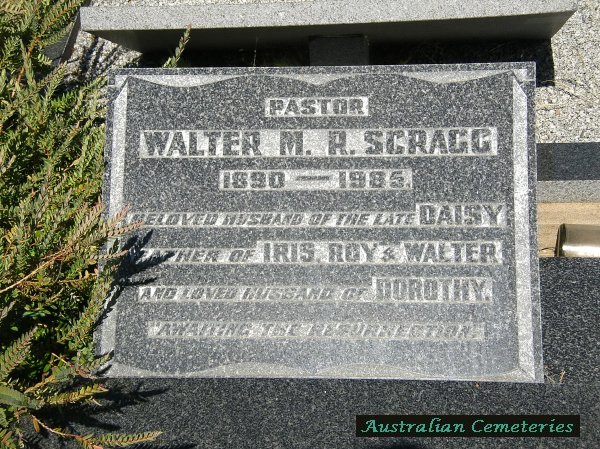 PASTOR
WALTER M. R. SCRAGG
1890 — 1985.
BELOVED HUSBAND OF THE LATE DAISY
FATHER OF IRIS, ROY & WALTER
AND LOVED HUSBAND OF DOROTHY.
AWAITING THE RESURRECTION.
Australian Cemeteries